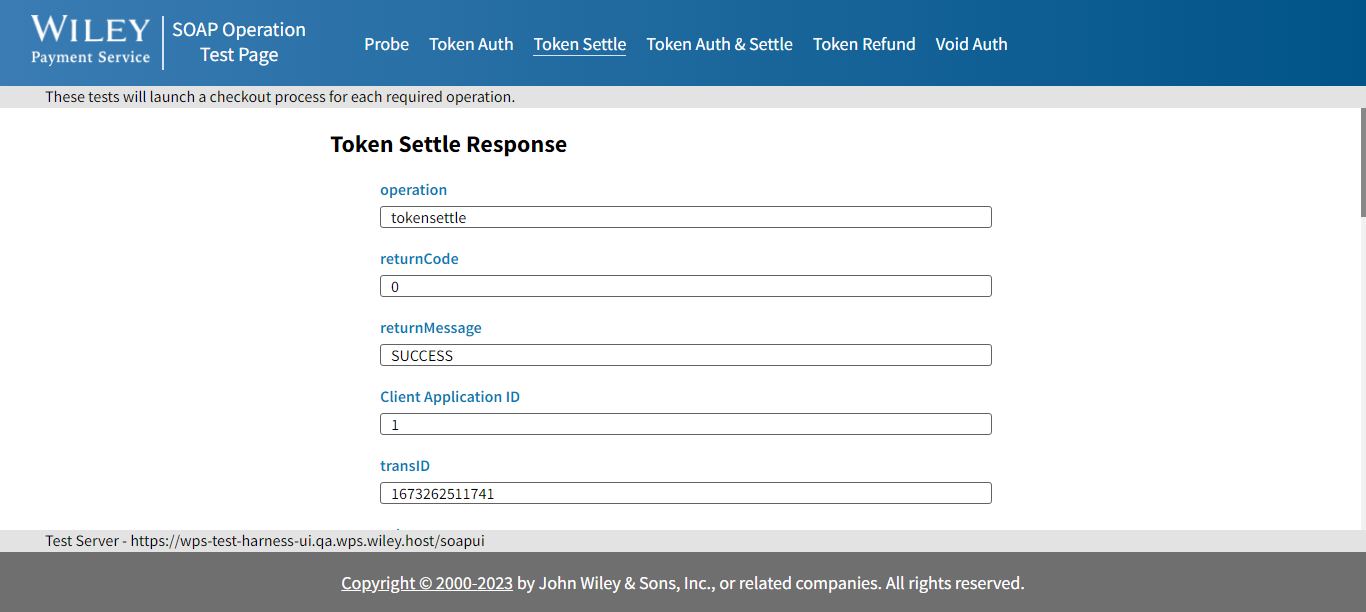 WILEY
Payment Service
SOAP Operation
Test Page
Probe Token Auth Token Settle Token Auth & Settle Token Refund Void Auth
These tests will launch a checkout process for each required operation.
Token Settle Response
operation
tokensettle
returnCode
0
returnMessage
SUCCESS
Client Application ID
1
transID
1673262511741
Test Server - https://wps-test-harness-ui.qa.wps.wiley.host/soapui
Copyright © 2000-2023 by John Wiley & Sons, Inc., or related companies. All rights reserved.